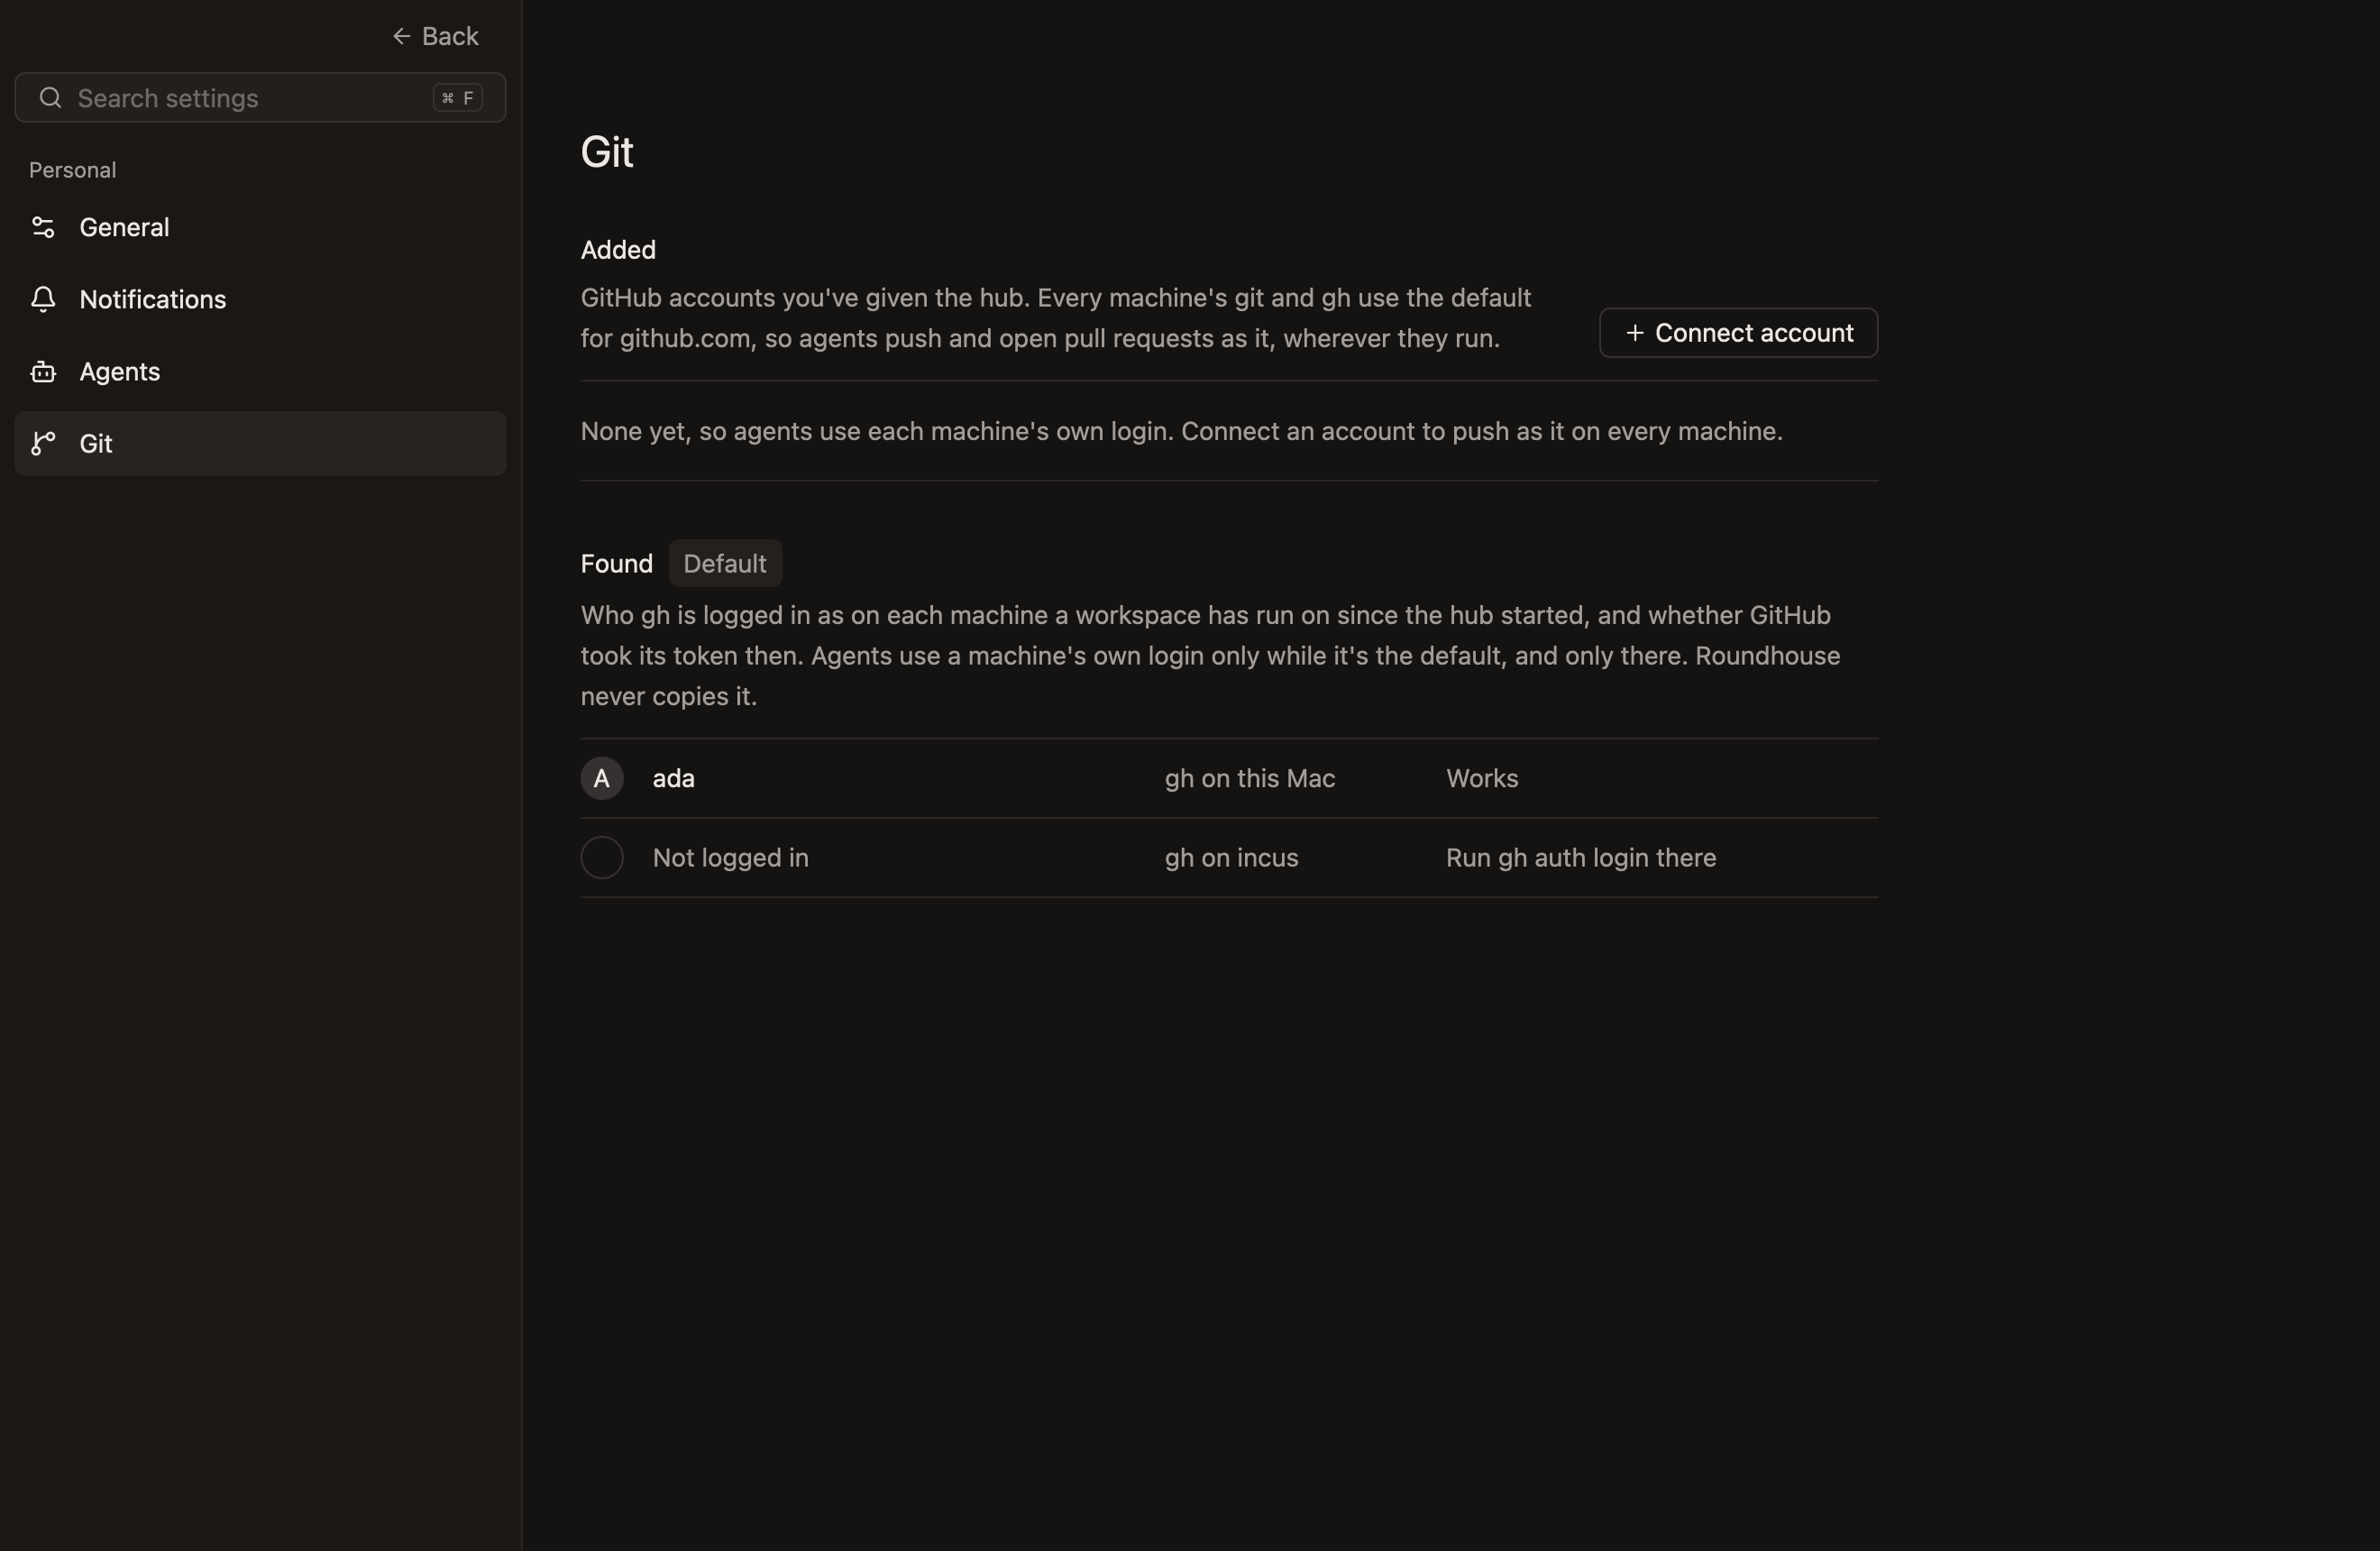 Back
Search settings
⌘ F
Personal
General
Notifications
Agents
Git
Git
Added
GitHub accounts you've given the hub. Every machine's git and gh use the default
for github.com, so agents push and open pull requests as it, wherever they run.
+ Connect account
None yet, so agents use each machine's own login. Connect an account to push as it on every machine.
Found Default
Who gh is logged in as on each machine a workspace has run on since the hub started, and whether GitHub
took its token then. Agents use a machine's own login only while it's the default, and only there. Roundhouse
never copies it.
A ada gh on this Mac Works
Not logged in gh on incus Run gh auth login there